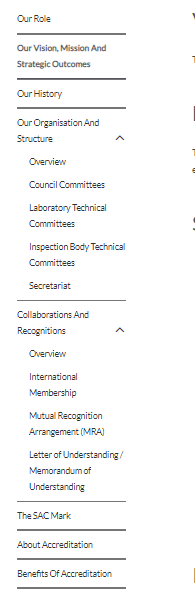 Our Role
Our Vision, Mission And
Strategic Outcomes
Our History
Our Organisation And
Structure
Overview
Council Committees
Laboratory Technical
Committees
Inspection Body Technical
Committees
Secretariat
Collaborations And
Recognitions
Overview
International
Membership
Mutual Recognition
Arrangement (MRA)
Letter of Understanding /
Memorandum of
Understanding
The SAC Mark
About Accreditation
Benefits Of Accreditation